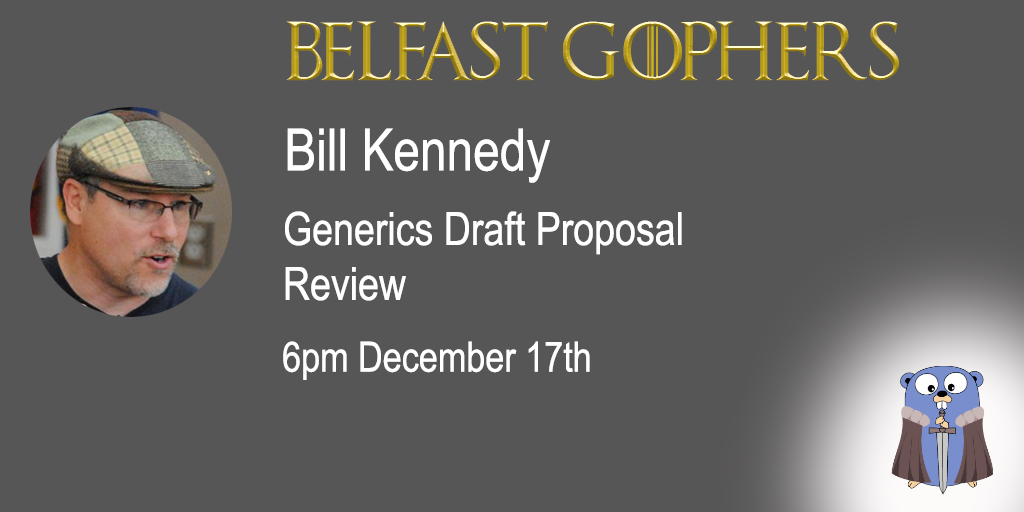 BELFAST GOPHERS
Bill Kennedy
Generics Draft Proposal
Review
6pm December 17th